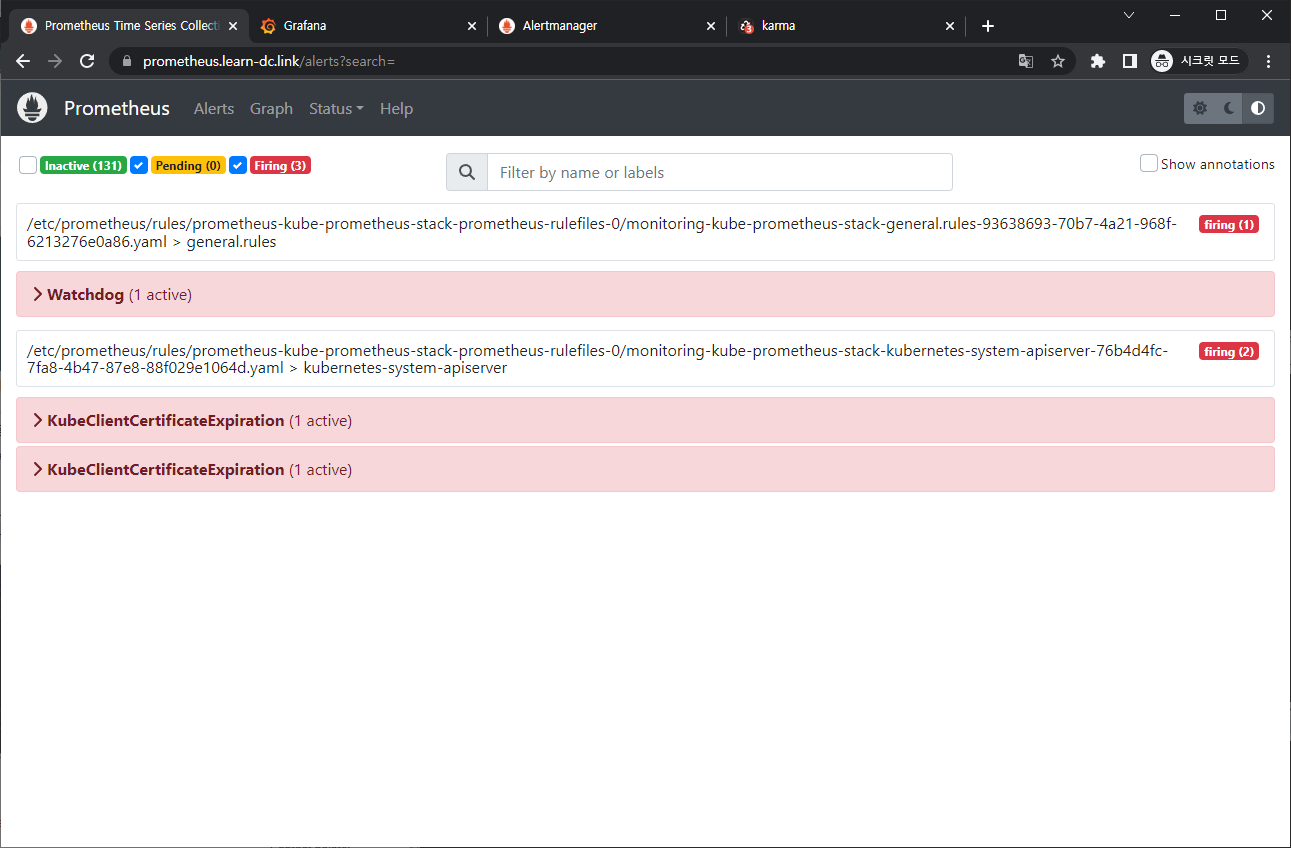 Prometheus Time Series Collecti
Grafana
Alertmanager
karma
prometheus.learn-dc.link/alerts?search=
시크릿 모드
Prometheus
Alerts
Graph
Status
Help
Inactive (131)
Pending (0)
Firing (3)
Filter by name or labels
Show annotations
/etc/prometheus/rules/prometheus-kube-prometheus-stack-prometheus-rulefiles-0/monitoring-kube-prometheus-stack-general.rules-93638693-70b7-4a21-968f-
6213276e0a86.yaml > general.rules
firing (1)
Watchdog (1 active)
/etc/prometheus/rules/prometheus-kube-prometheus-stack-prometheus-rulefiles-0/monitoring-kube-prometheus-stack-kubernetes-system-apiserver-76b4d4fc-
7fa8-4b47-87e8-88f029e1064d.yaml > kubernetes-system-apiserver
firing (2)
KubeClientCertificateExpiration (1 active)
KubeClientCertificateExpiration (1 active)